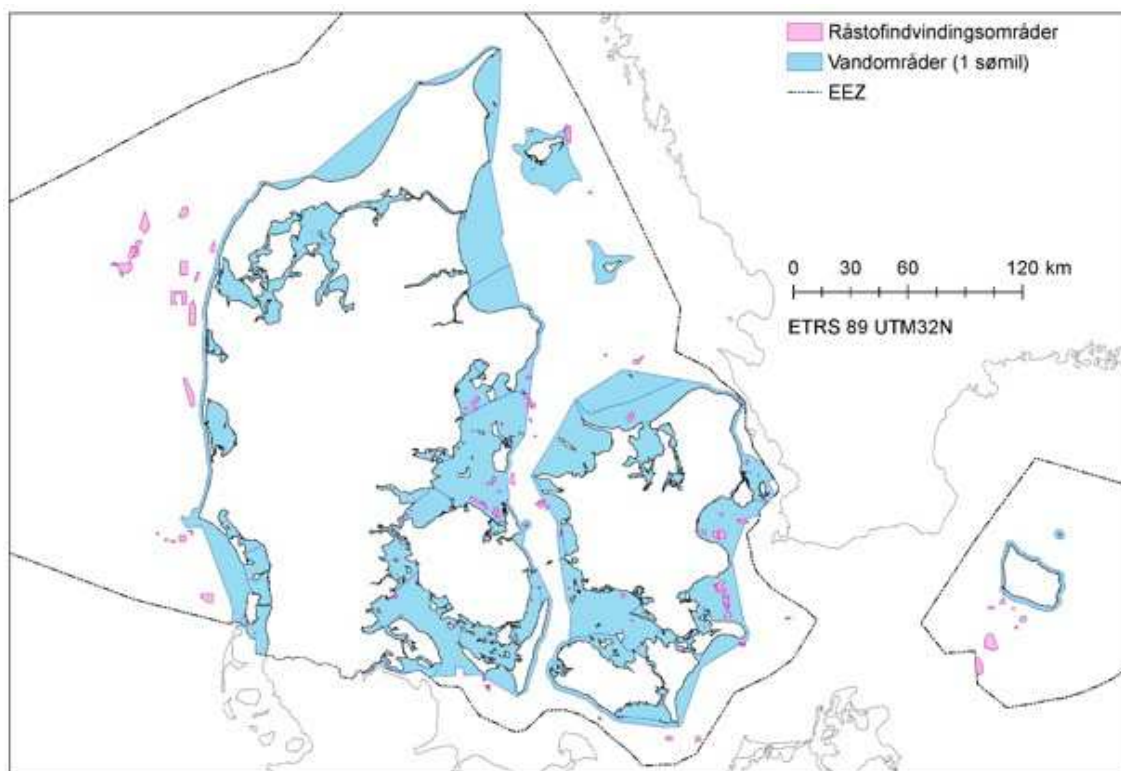 Råstofindvindingsområder
Vandområder (1 sømil)
EEZ
0 30 60 120 km
ETRS 89 UTM32N